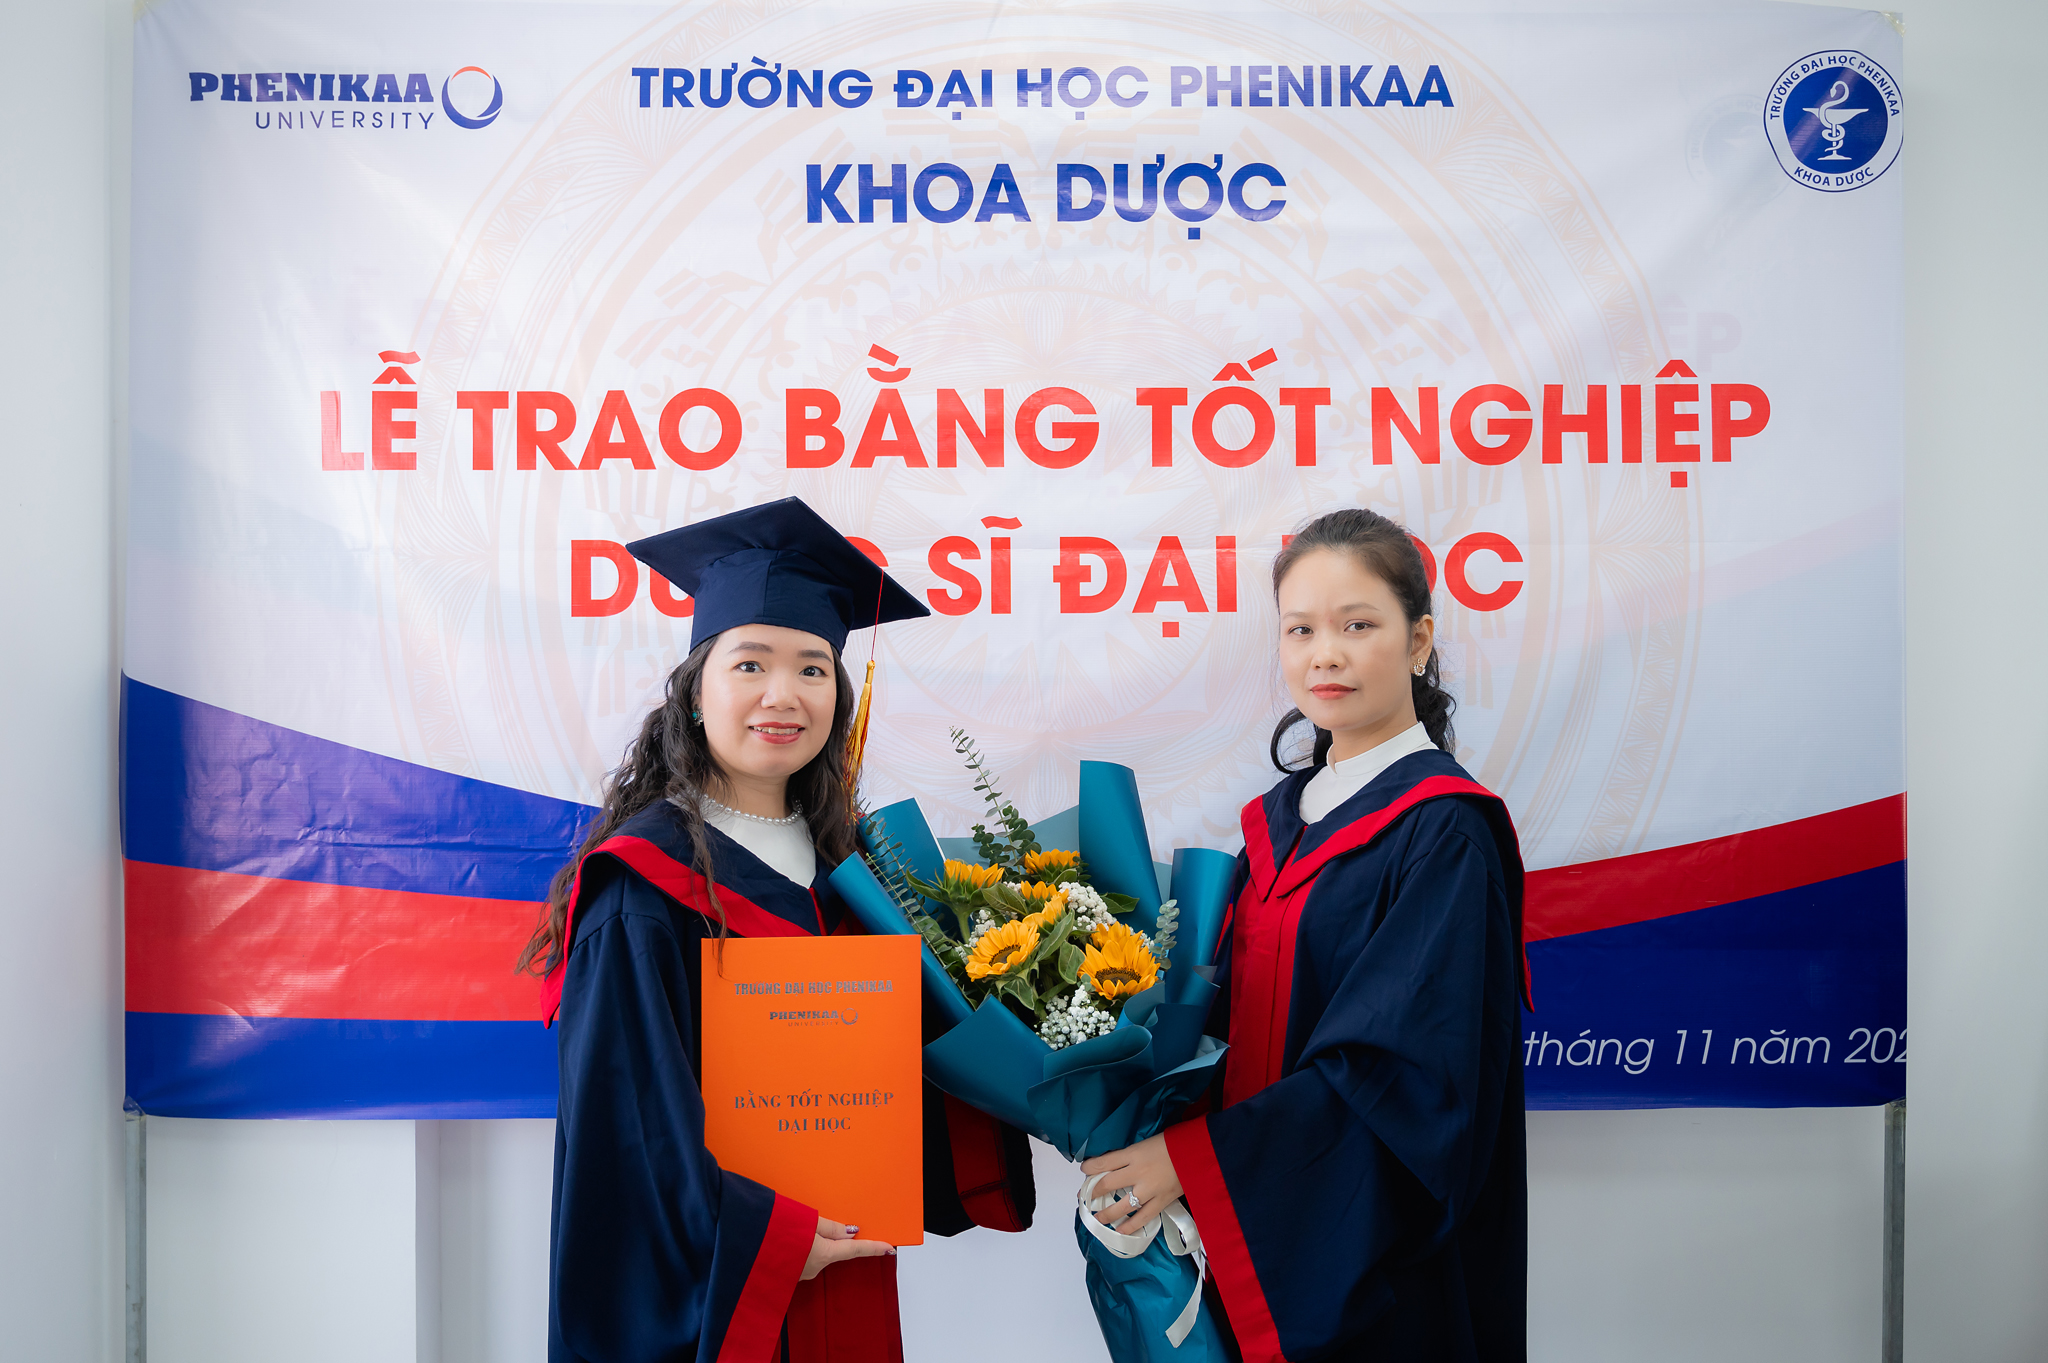 PHENIKAA
UNIVERSITY
TRƯỜNG ĐẠI HỌC PHENIKAA
KHOA DƯỢC
TRƯỜNG ĐẠI HỌC PHENIKAA
KHOA DƯỢC
LỄ TRAO BẰNG TỐT NGHIỆP
SĨ ĐẠI
tháng 11 năm
TRƯỜNG ĐẠI HỌC PHENIKAA
PHENIKAA
UNIVERSITY
BẰNG TỐT NGHIỆP
ĐẠI HỌC